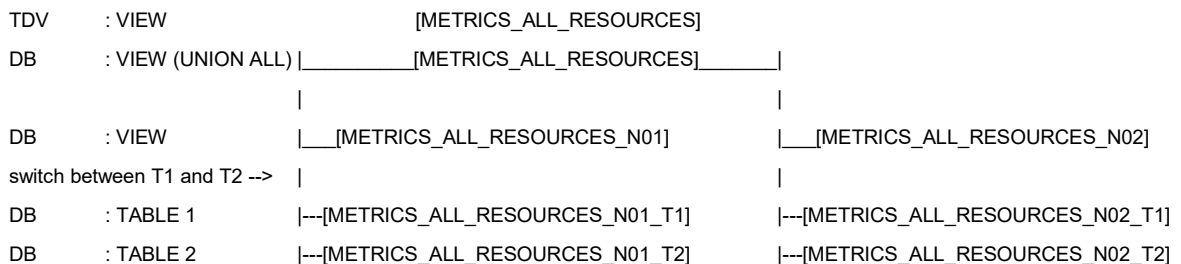 TDV : VIEW [METRICS_ALL_RESOURCES]
DB : VIEW (UNION ALL) |__________[METRICS_ALL_RESOURCES]_______|
| |
DB : VIEW |___[METRICS_ALL_RESOURCES_N01] |___[METRICS_ALL_RESOURCES_N02]
switch between T1 and T2 --> | |
DB : TABLE 1 |---[METRICS_ALL_RESOURCES_N01_T1] |---[METRICS_ALL_RESOURCES_N02_T1]
DB : TABLE 2 |---[METRICS_ALL_RESOURCES_N01_T2] |---[METRICS_ALL_RESOURCES_N02_T2]